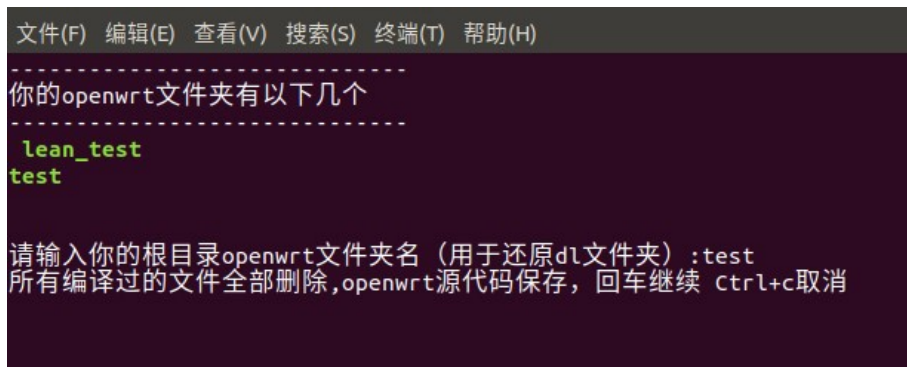 文件(F) 编辑(E) 查看(V) 搜索(S) 终端(T) 帮助(H)
------------------------------
你的openwrt文件夹有以下几个
------------------------------
lean_test
test
请输入你的根目录openwrt文件夹名（用于还原dl文件夹）:test
所有编译过的文件全部删除,openwrt源代码保存，回车继续 Ctrl+c取消